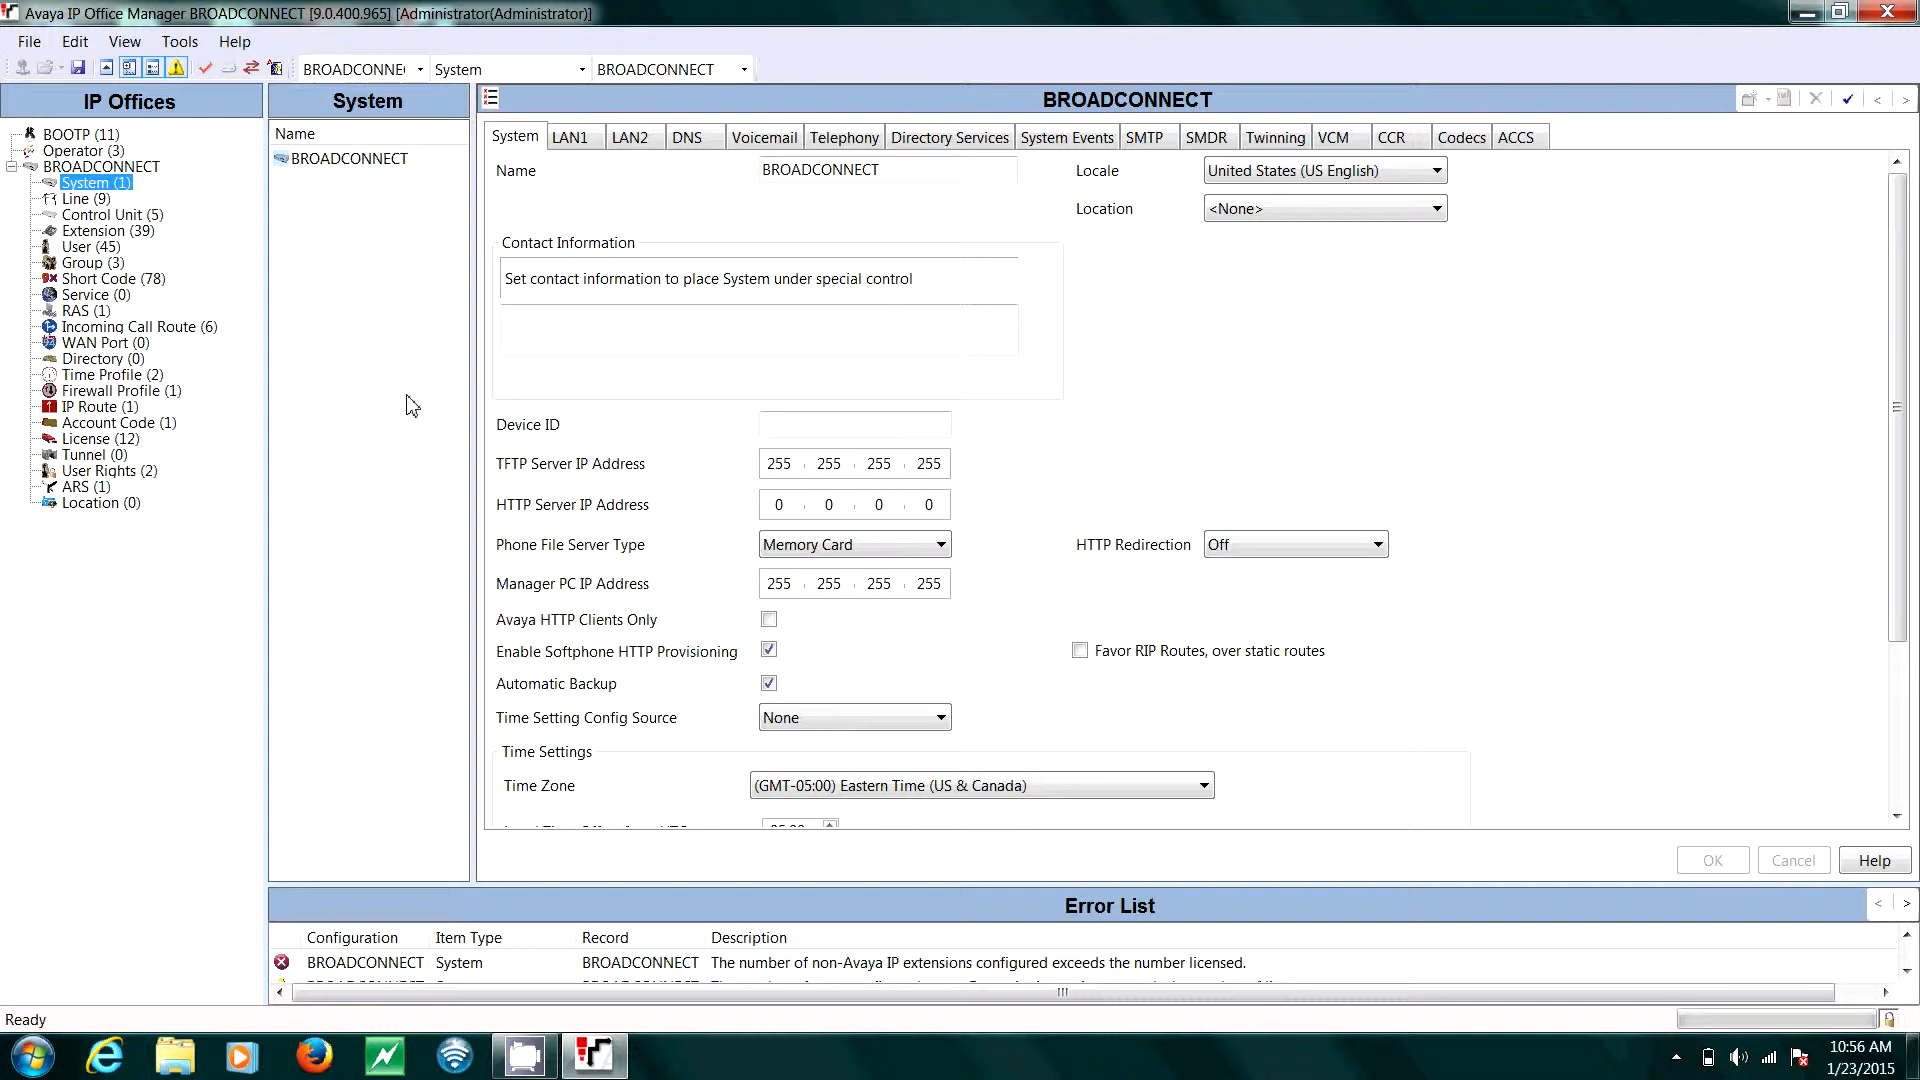 Avaya IP Office Manager BROADCONNECT [9.0.400.965] [Administrator(Administrator)]
File Edit View Tools Help
BROADCONNE System BROADCONNECT
IP Offices
BOOTP (11)
Operator (3)
BROADCONNECT
System (1)
Line (9)
Control Unit (5)
Extension (39)
User (45)
Group (3)
Short Code (78)
Service (0)
RAS (1)
Incoming Call Route (6)
WAN Port (0)
Directory (0)
Time Profile (2)
Firewall Profile (1)
IP Route (1)
Account Code (1)
License (12)
Tunnel (0)
User Rights (2)
ARS (1)
Location (0)
System
Name
BROADCONNECT
BROADCONNECT
System LAN1 LAN2 DNS Voicemail Telephony Directory Services System Events SMTP SMDR Twinning VCM CCR Codecs ACCS
Name BROADCONNECT Locale United States (US English)
Location <None>
Contact Information
Set contact information to place System under special control
Device ID
TFTP Server IP Address 255 . 255 . 255 . 255
HTTP Server IP Address 0 . 0 . 0 . 0
Phone File Server Type Memory Card HTTP Redirection Off
Manager PC IP Address 255 . 255 . 255 . 255
Avaya HTTP Clients Only
Enable Softphone HTTP Provisioning Favor RIP Routes, over static routes
Automatic Backup
Time Setting Config Source None
Time Settings
Time Zone (GMT-05:00) Eastern Time (US & Canada)
OK Cancel Help
Error List
Configuration Item Type Record Description
BROADCONNECT System BROADCONNECT The number of non-Avaya IP extensions configured exceeds the number licensed.
Ready
10:56 AM
1/23/2015